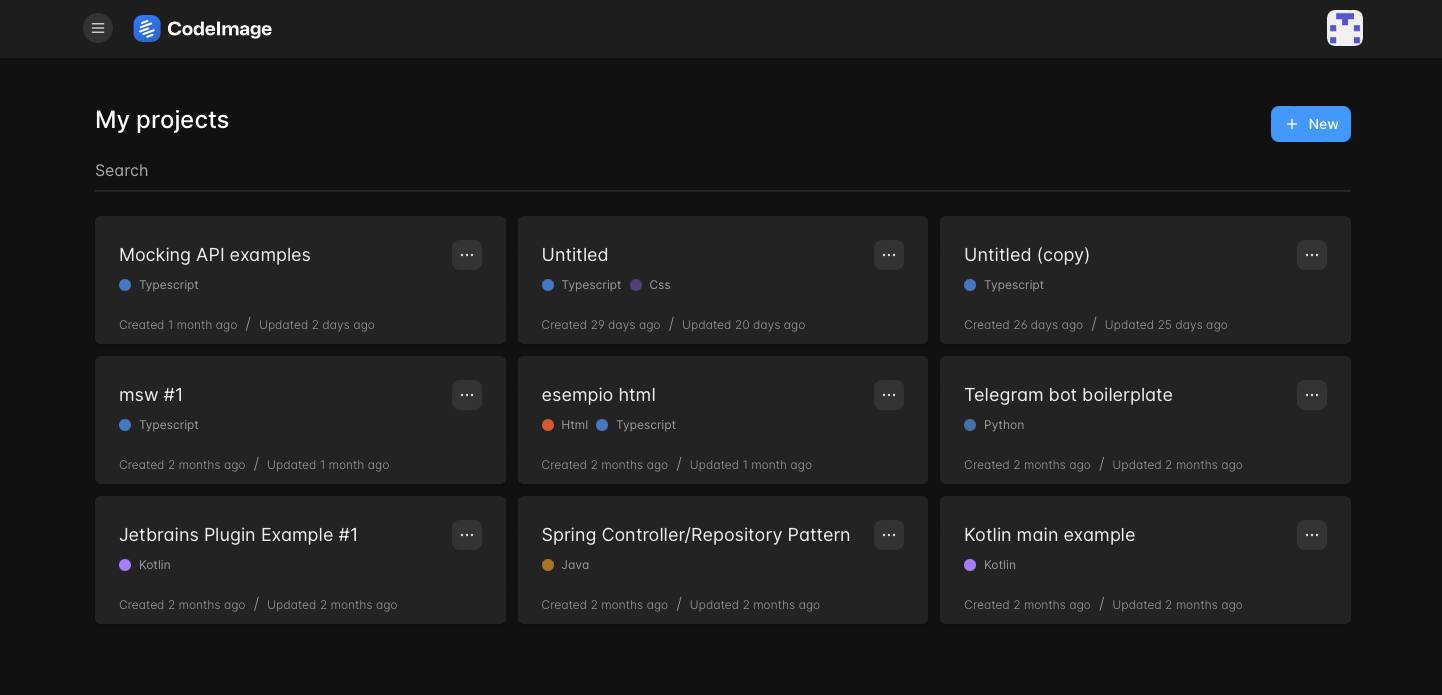 CodeImage
My projects
New
Search
Mocking API examples
Typescript
Created 1 month ago / Updated 2 days ago
Untitled
Typescript Css
Created 29 days ago / Updated 20 days ago
Untitled (copy)
Typescript
Created 26 days ago / Updated 25 days ago
msw #1
Typescript
Created 2 months ago / Updated 1 month ago
esempio html
Html Typescript
Created 2 months ago / Updated 1 month ago
Telegram bot boilerplate
Python
Created 2 months ago / Updated 2 months ago
Jetbrains Plugin Example #1
Kotlin
Created 2 months ago / Updated 2 months ago
Spring Controller/Repository Pattern
Java
Created 2 months ago / Updated 2 months ago
Kotlin main example
Kotlin
Created 2 months ago / Updated 2 months ago